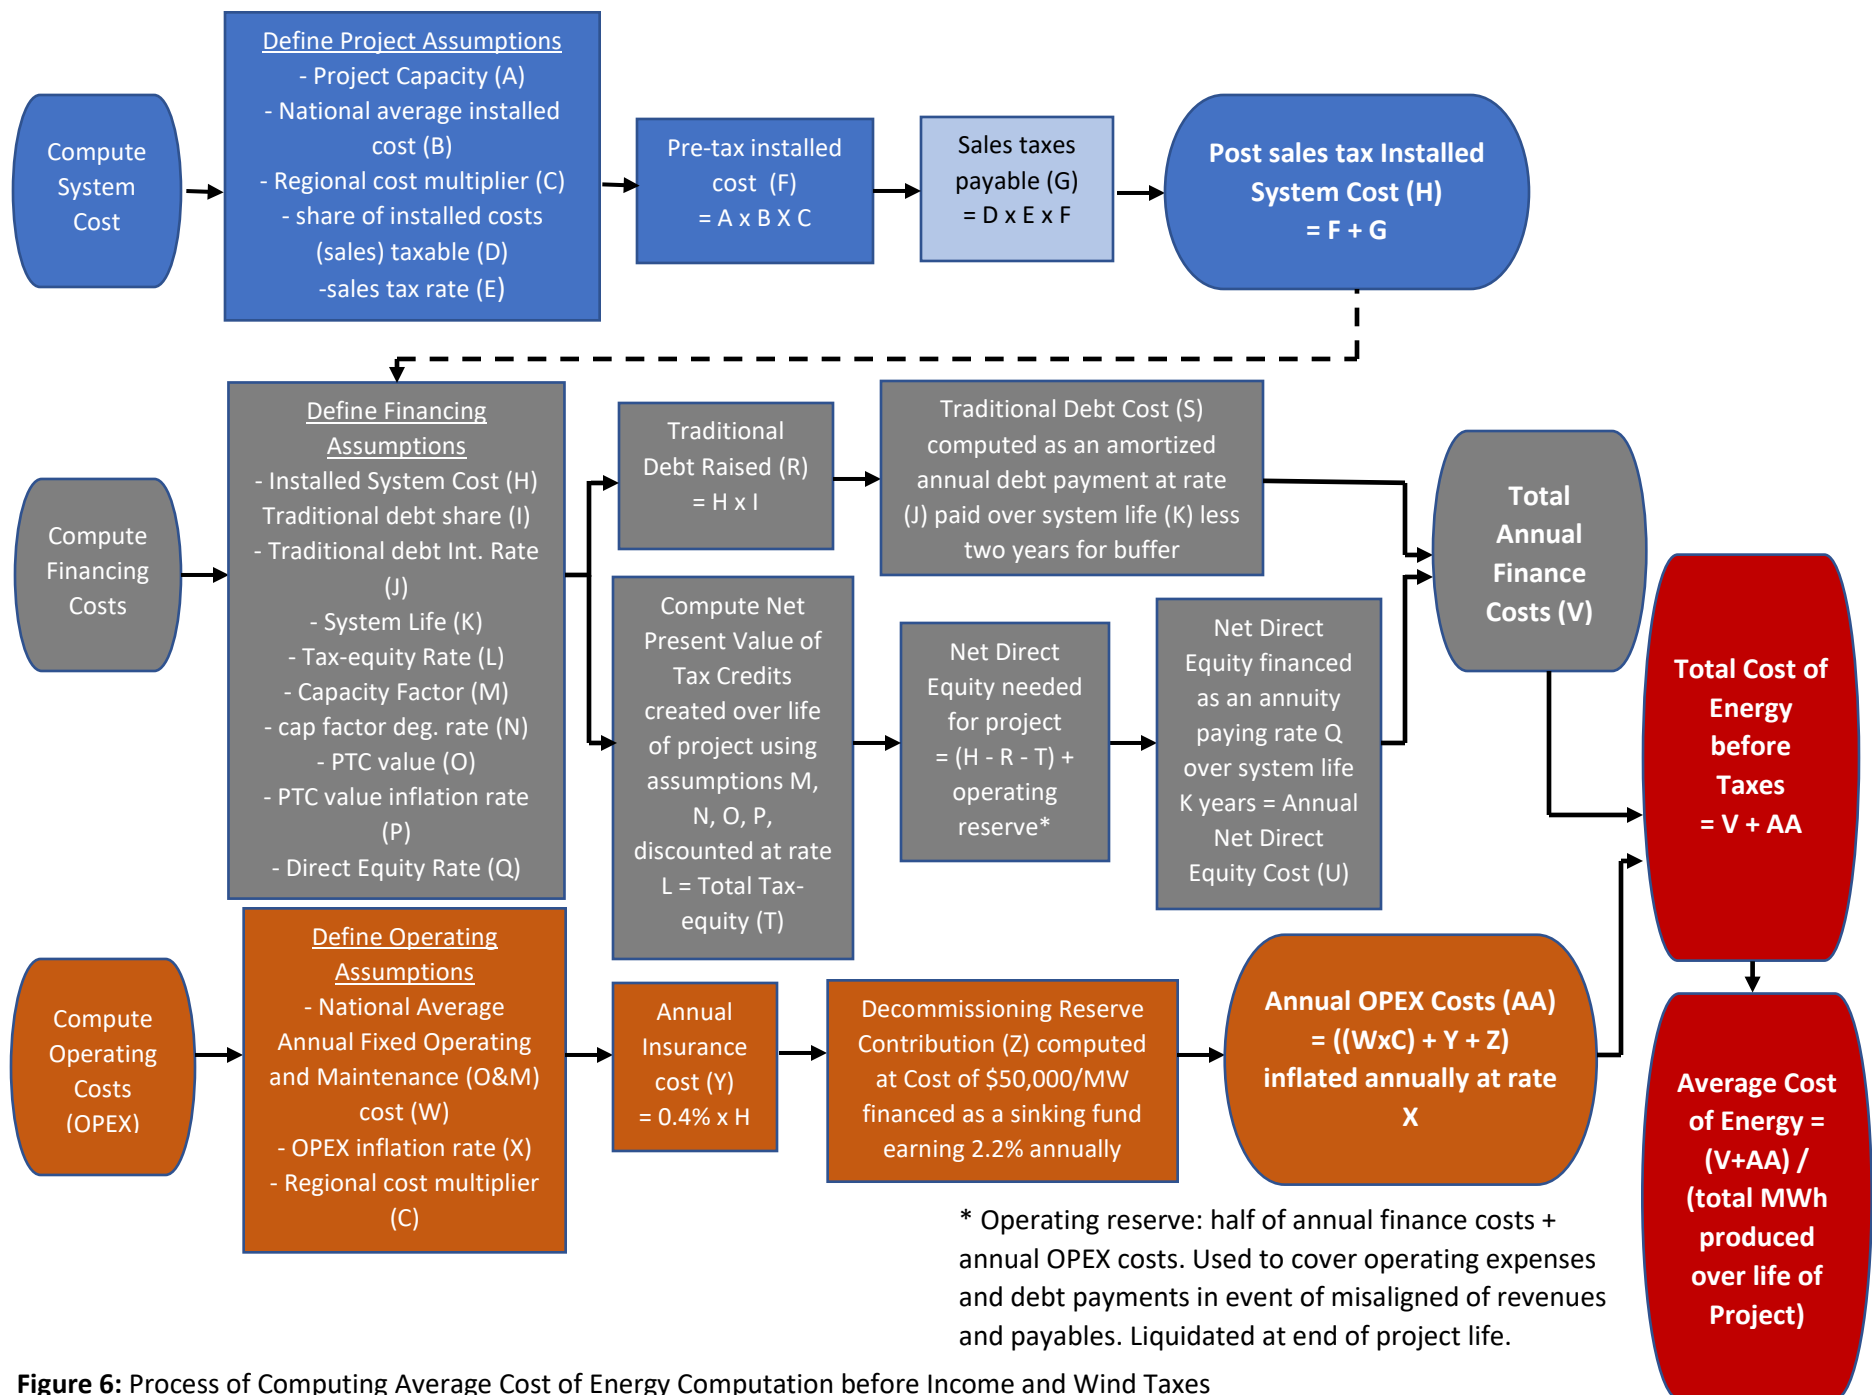 Compute
System
Cost
Define Project Assumptions
- Project Capacity (A)
- National average installed
cost (B)
- Regional cost multiplier (C)
- share of installed costs
(sales) taxable (D)
-sales tax rate (E)
Pre-tax installed
cost  (F)
= A x B X C
Sales taxes
payable (G)
= D x E x F
Post sales tax Installed
System Cost (H)
= F + G
Compute
Financing
Costs
Define Financing
Assumptions
- Installed System Cost (H)
Traditional debt share (I)
- Traditional debt Int. Rate
(J)
- System Life (K)
- Tax-equity Rate (L)
- Capacity Factor (M)
- cap factor deg. rate (N)
- PTC value (O)
- PTC value inflation rate
(P)
- Direct Equity Rate (Q)
Traditional
Debt Raised (R)
= H x I
Traditional Debt Cost (S)
computed as an amortized
annual debt payment at rate
(J) paid over system life (K) less
two years for buffer
Compute Net
Present Value of
Tax Credits
created over life
of project using
assumptions M,
N, O, P,
discounted at rate
L = Total Tax-
equity (T)
Net Direct
Equity needed
for project
= (H - R - T) +
operating
reserve*
Net Direct
Equity financed
as an annuity
paying rate Q
over system life
K years = Annual
Net Direct
Equity Cost (U)
Total
Annual
Finance
Costs (V)
Total Cost of
Energy
before
Taxes
= V + AA
Compute
Operating
Costs
(OPEX)
Define Operating
Assumptions
- National Average
Annual Fixed Operating
and Maintenance (O&M)
cost (W)
- OPEX inflation rate (X)
- Regional cost multiplier
(C)
Annual
Insurance
cost (Y)
= 0.4% x H
Decommissioning Reserve
Contribution (Z) computed
at Cost of $50,000/MW
financed as a sinking fund
earning 2.2% annually
Annual OPEX Costs (AA)
= ((WxC) + Y + Z)
inflated annually at rate
X
Average Cost
of Energy =
(V+AA) /
(total MWh
produced
over life of
Project)
* Operating reserve: half of annual finance costs +
annual OPEX costs. Used to cover operating expenses
and debt payments in event of misaligned of revenues
and payables. Liquidated at end of project life.
Figure 6: Process of Computing Average Cost of Energy Computation before Income and Wind Taxes